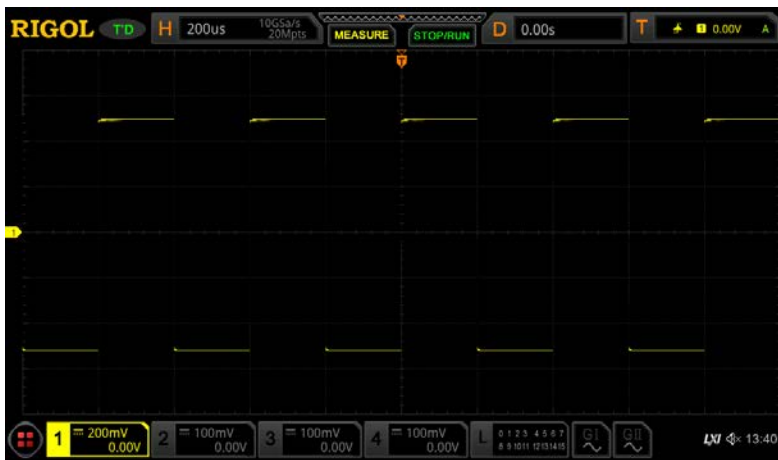 RIGOL T'D H 200us 10GSa/s 20Mpts MEASURE STOP/RUN D 0.00s T 1 0.00V A
T
1
1 200mV 0.00V 2 100mV 0.00V 3 100mV 0.00V 4 100mV 0.00V L 0 1 2 3 4 5 6 7 8 9 10 11 12 13 14 15 GI GII LXI 13:40